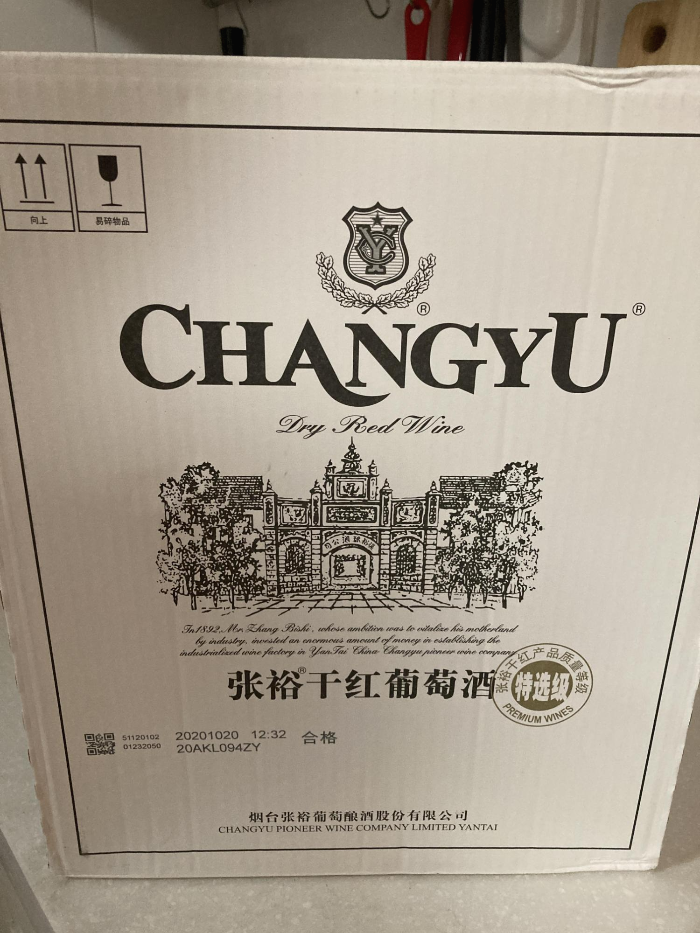 向上
易碎物品
CHANGYU®
®
Dry Red Wine
In 1892, Mr. Zhang Bishi, whose ambition was to vitalize his motherland
by industry, invested an enormous amount of money in establishing the
industrialized wine factory in YanTai China-Changyu pioneer wine company
张裕®干红葡萄酒
张裕干红产品质量等级
特选级
PREMIUM WINES
51120102
01232050
20201020 12:32 合格
20AKL094ZY
烟台张裕葡萄酿酒股份有限公司
CHANGYU PIONEER WINE COMPANY LIMITED YANTAI